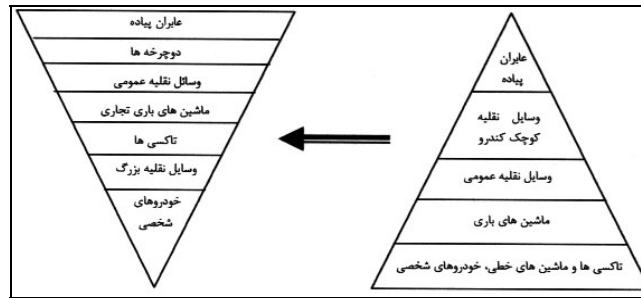 عابران پیاده
دوچرخه ها
وسائل نقلیه عمومی
ماشین های باری تجاری
تاکسی ها
وسایل نقلیه بزرگ
خودروهای
شخصی
عابران
پیاده
وسایل نقلیه
کوچک کندرو
وسایل نقلیه عمومی
ماشین های باری
تاکسی ها و ماشین های خطی، خودروهای شخصی